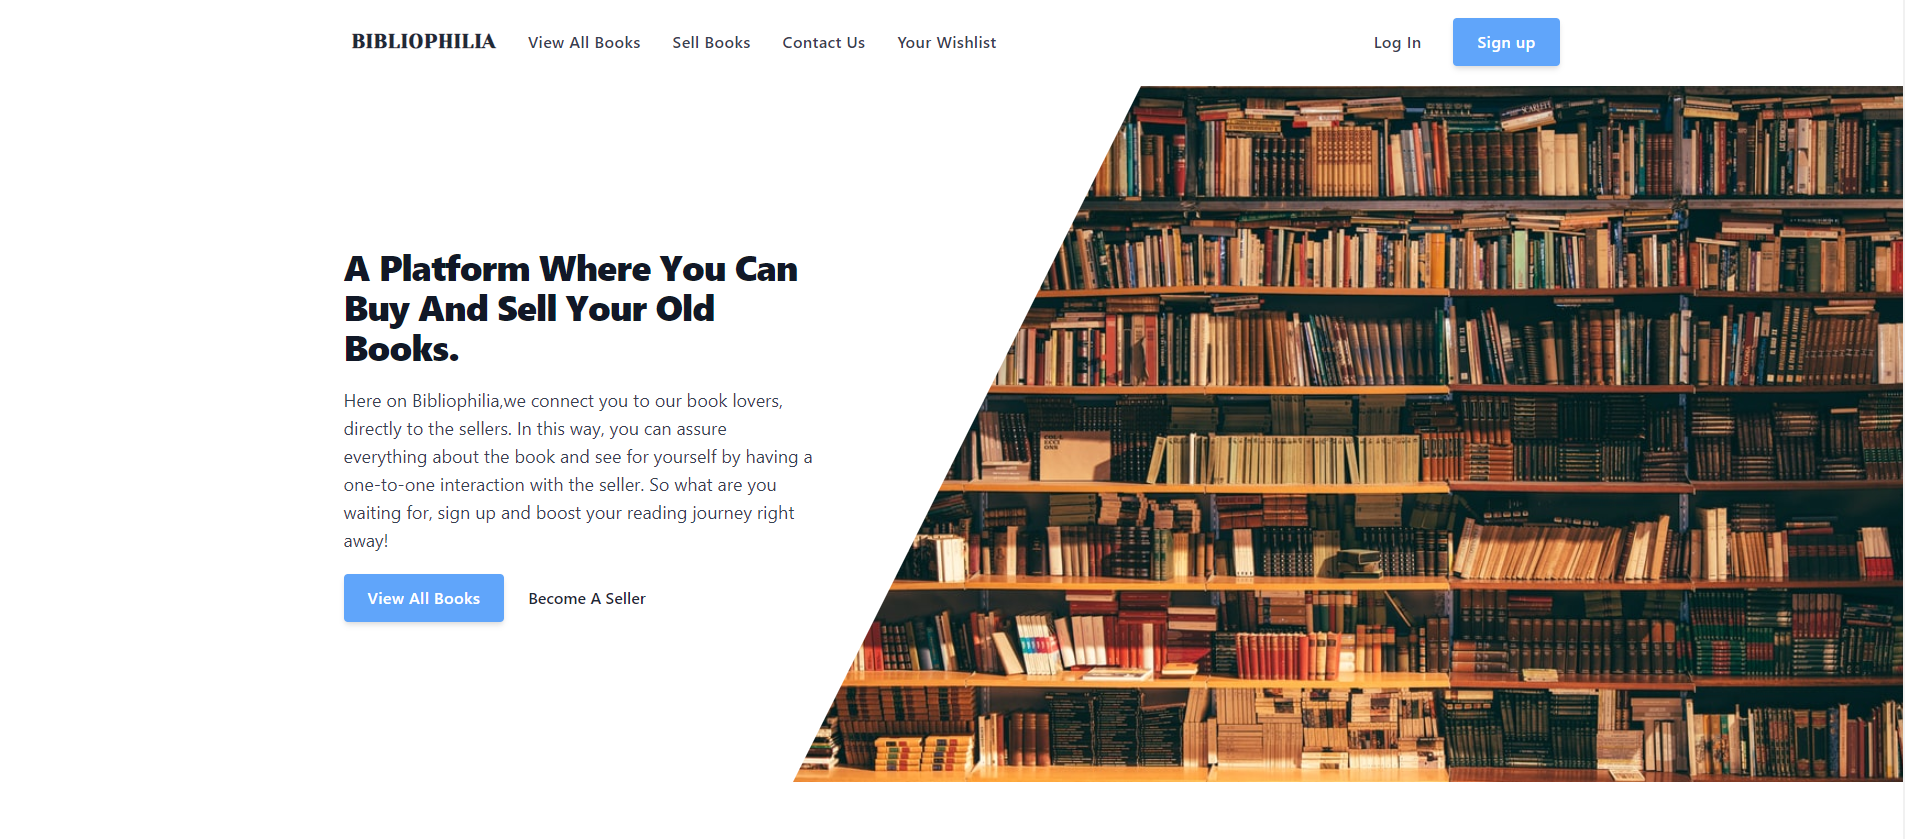 BIBLIOPHILIA View All Books Sell Books Contact Us Your Wishlist Log In Sign up
A Platform Where You Can
Buy And Sell Your Old
Books.
Here on Bibliophilia,we connect you to our book lovers,
directly to the sellers. In this way, you can assure
everything about the book and see for yourself by having a
one-to-one interaction with the seller. So what are you
waiting for, sign up and boost your reading journey right
away!
View All Books Become A Seller
SCARLETT